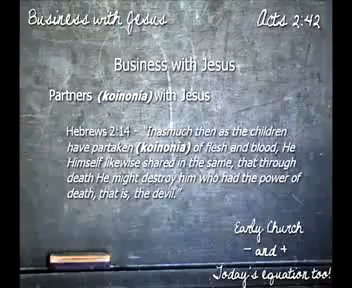 Business with Jesus
Acts 2:42
Business with Jesus
Partners (koinonia) with Jesus
Hebrews 2:14 - "Inasmuch then as the children
have partaken (koinonia) of flesh and blood, He
Himself likewise shared in the same, that through
death He might destroy him who had the power of
death, that is, the devil."
Early Church
- and +
Today's equation too!